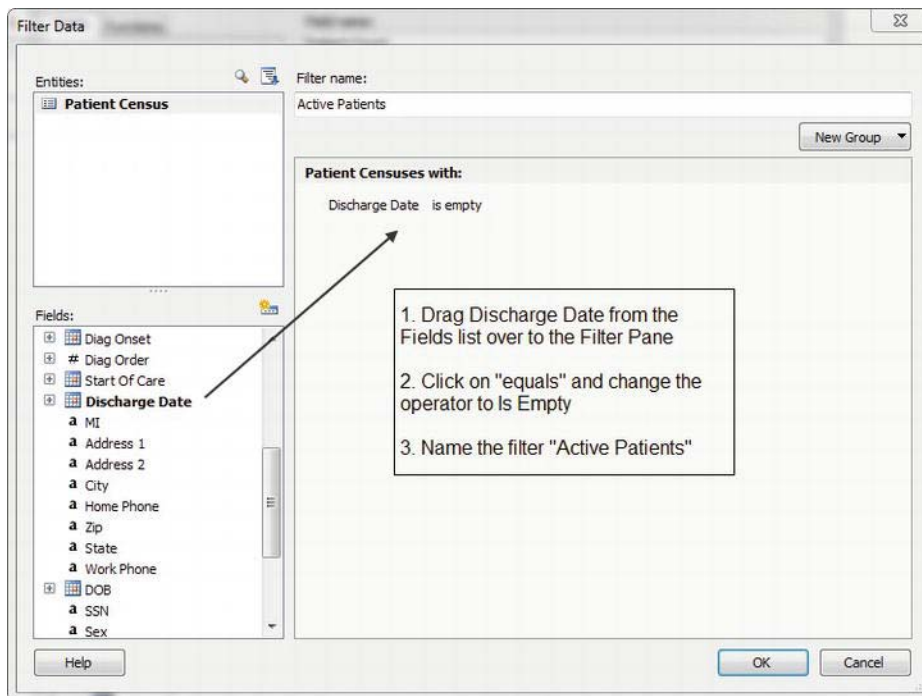 Filter Data
Entities:
Patient Census
Filter name:
Active Patients
New Group
Patient Censuses with:
Discharge Date is empty
1. Drag Discharge Date from the
Fields list over to the Filter Pane
2. Click on "equals" and change the
operator to Is Empty
3. Name the filter "Active Patients"
Fields:
Diag Onset
# Diag Order
Start Of Care
Discharge Date
a MI
a Address 1
a Address 2
a City
a Home Phone
a Zip
a State
a Work Phone
DOB
a SSN
a Sex
Help
OK
Cancel